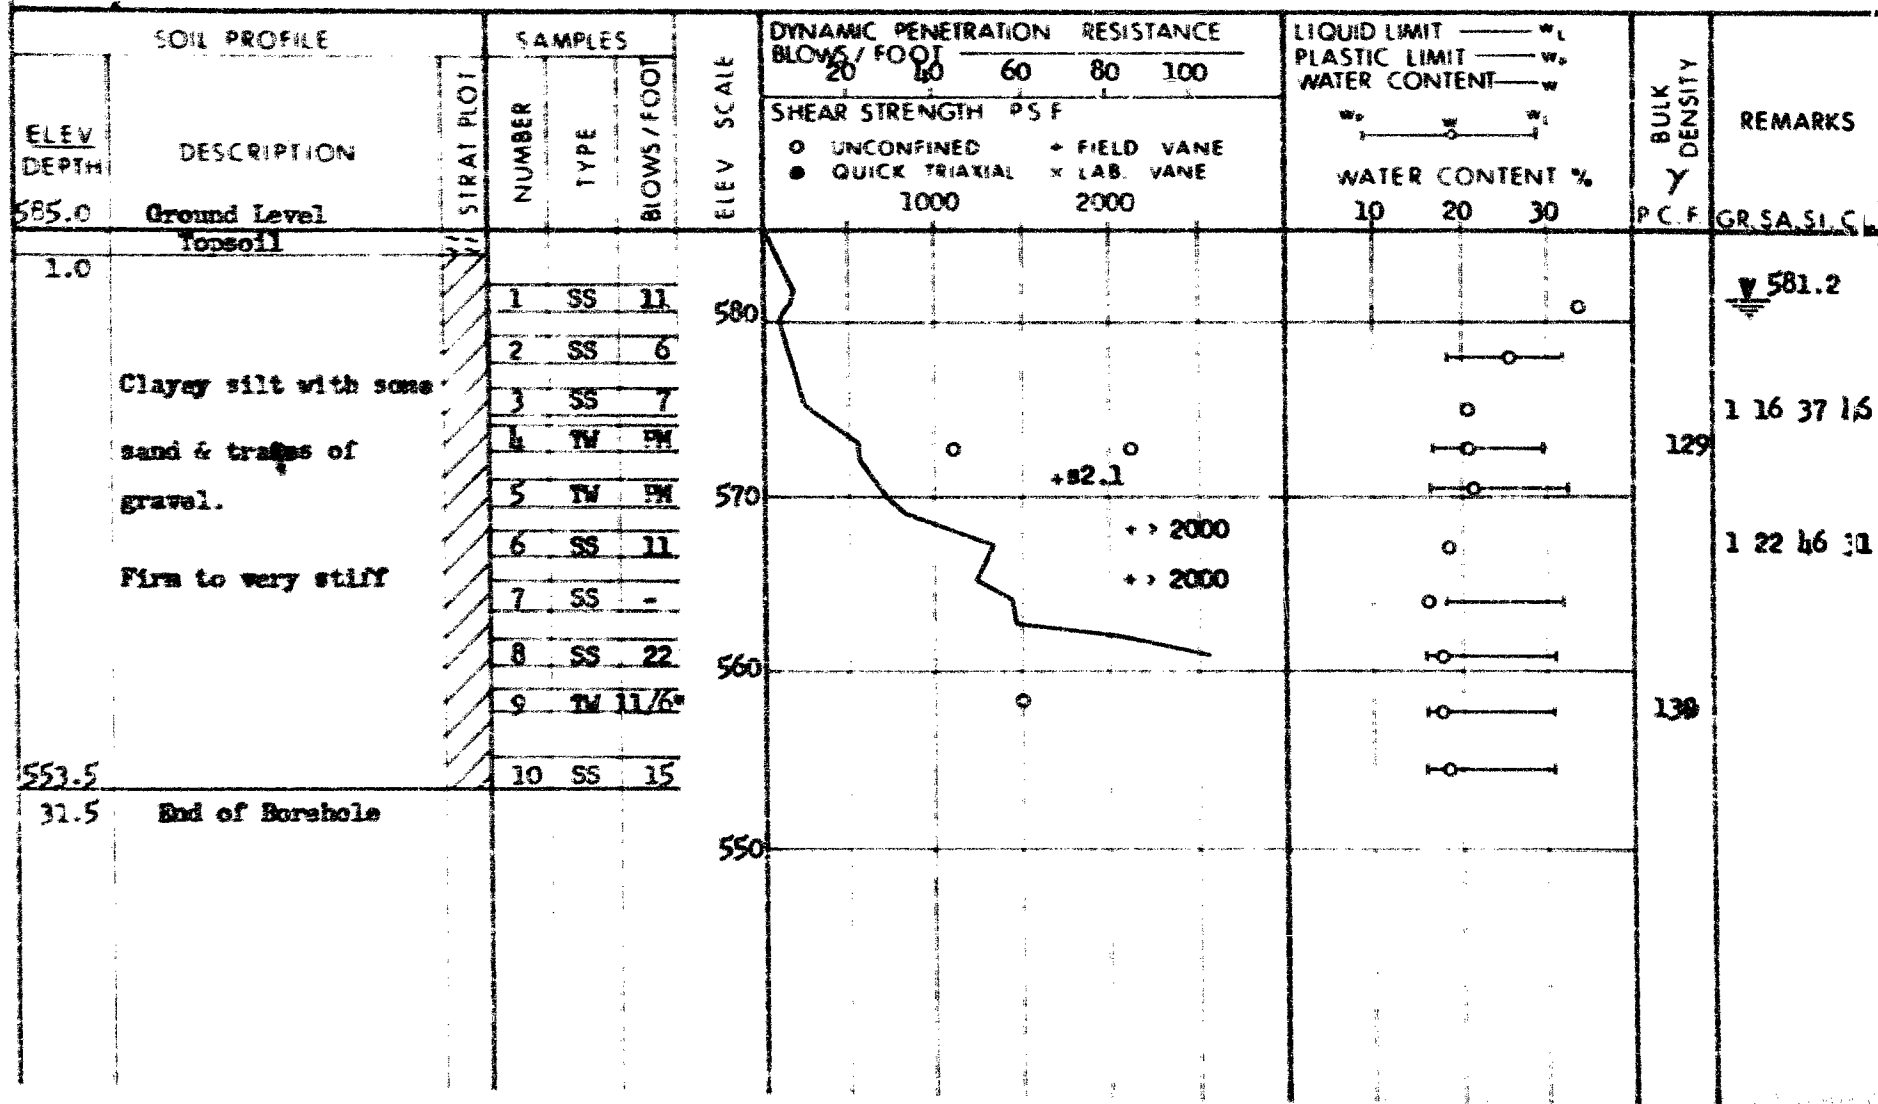 SOIL PROFILE
SAMPLES
DYNAMIC PENETRATION RESISTANCE
BLOWS / FOOT
20 40 60 80 100
LIQUID LIMIT w L
PLASTIC LIMIT w P
WATER CONTENT w
ELEV
DEPTH
DESCRIPTION
STRAT PLOT
NUMBER
TYPE
BLOWS / FOOT
ELEV SCALE
SHEAR STRENGTH P S F
○ UNCONFINED + FIELD VANE
● QUICK TRIAXIAL × LAB. VANE
1000 2000
w P w w L
WATER CONTENT %
10 20 30
BULK DENSITY
γ
P.C.F.
REMARKS
GR. SA. SI. CL.
585.0 Ground Level
Topsoil
1.0
1 SS 11
580
581.2
2 SS 6
Clayey silt with some
3 SS 7
1 16 37 46
sand & traces of
4 TW PM
129
gravel.
5 TW PM
570
+s2.1
6 SS 11
+ > 2000
1 22 46 31
Firm to very stiff
+ > 2000
7 SS -
8 SS 22
560
9 TW 11/6"
553.5
10 SS 15
31.5 End of Borehole
550